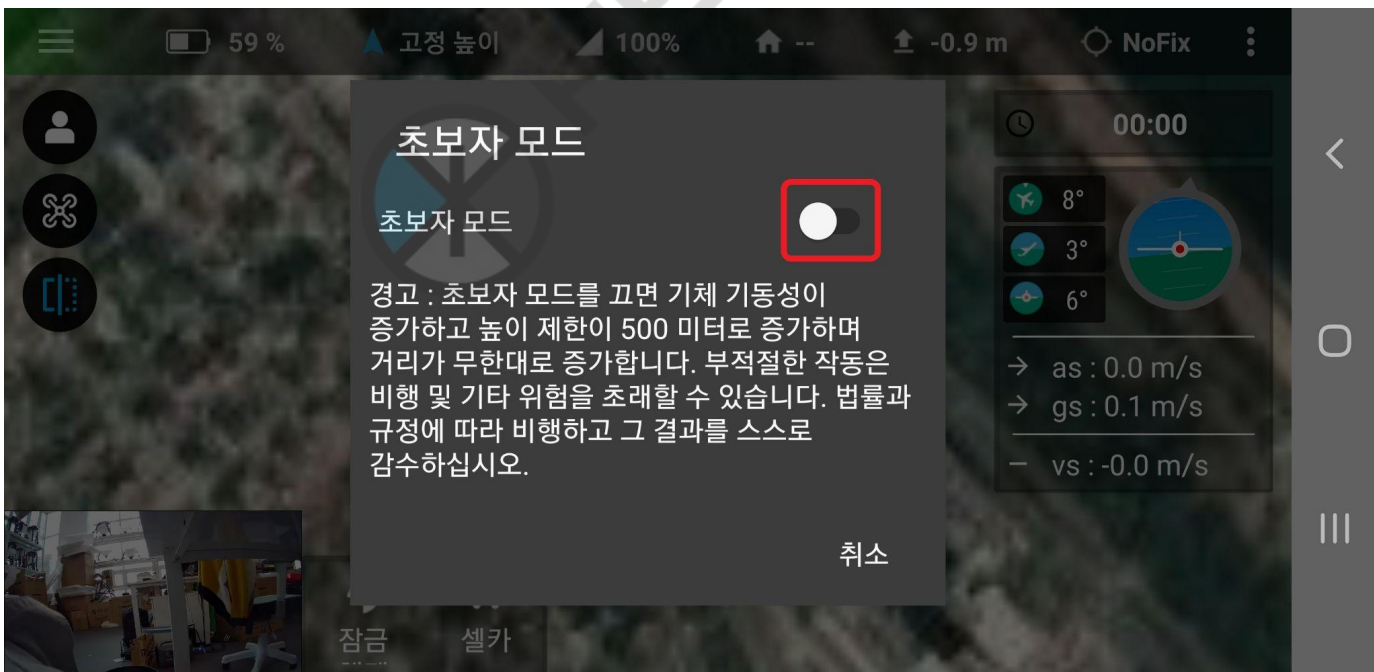 59 %
고정 높이
100%
--
-0.9 m
NoFix
초보자 모드
00:00
초보자 모드
8°
3°
6°
경고 : 초보자 모드를 끄면 기체 기동성이
증가하고 높이 제한이 500 미터로 증가하며
거리가 무한대로 증가합니다. 부적절한 작동은
비행 및 기타 위험을 초래할 수 있습니다. 법률과
규정에 따라 비행하고 그 결과를 스스로
감수하십시오.
as : 0.0 m/s
gs : 0.1 m/s
vs : -0.0 m/s
취소
잠금
셀카